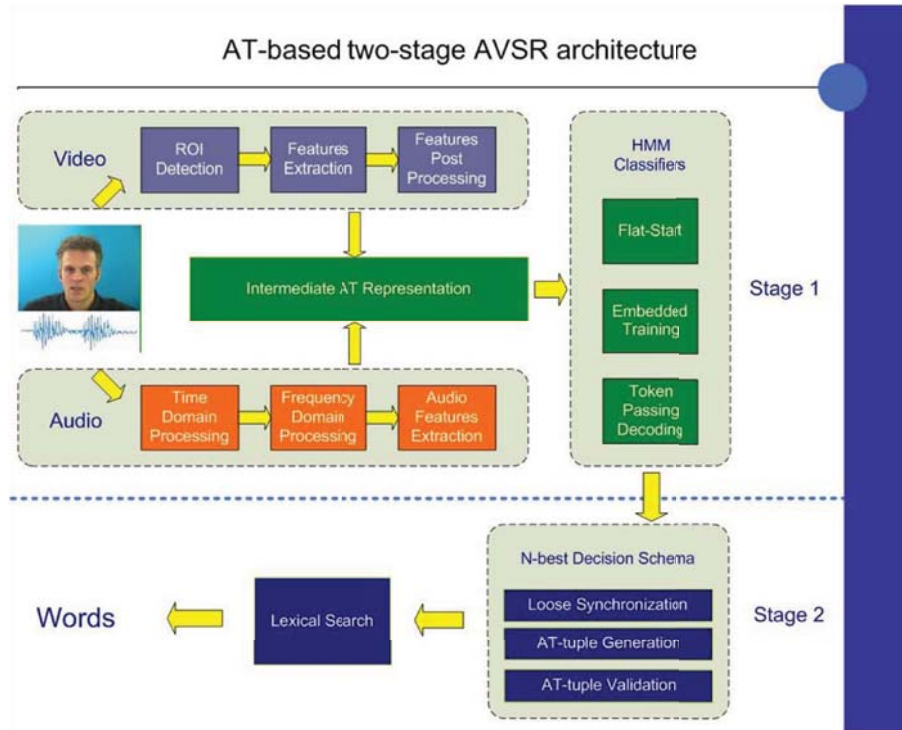 AT-based two-stage AVSR architecture
Video
ROI
Detection
Features
Extraction
Features
Post
Processing
HMM
Classifiers
Flat-Start
Embedded
Training
Token
Passing
Decoding
Stage 1
Intermediate AT Representation
Audio
Time
Domain
Processing
Frequency
Domain
Processing
Audio
Features
Extraction
N-best Decision Schema
Loose Synchronization
AT-tuple Generation
AT-tuple Validation
Stage 2
Lexical Search
Words